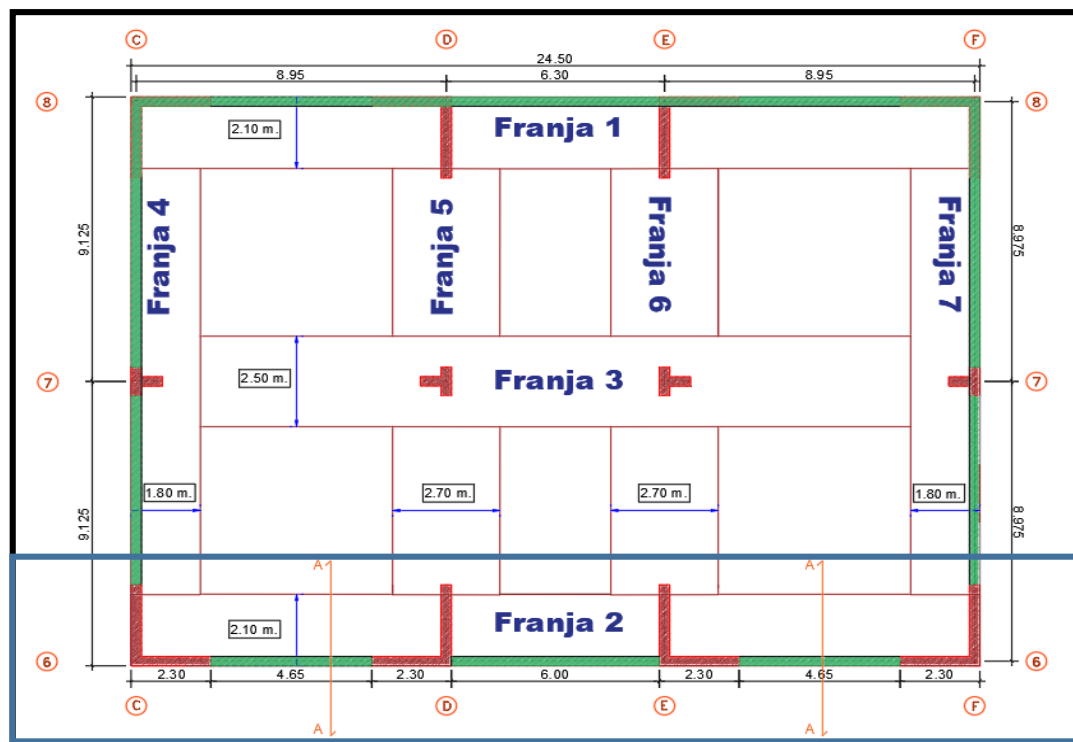 C D E F
24.50
8.95 6.30 8.95
8 8
2.10 m. Franja 1
Franja 4 Franja 5 Franja 6 Franja 7
9.125 8.975
7 2.50 m. Franja 3 7
1.80 m. 2.70 m. 2.70 m. 1.80 m.
9.125 8.975
A A
2.10 m. Franja 2
6 6
2.30 4.65 2.30 6.00 2.30 4.65 2.30
C D E F
A A